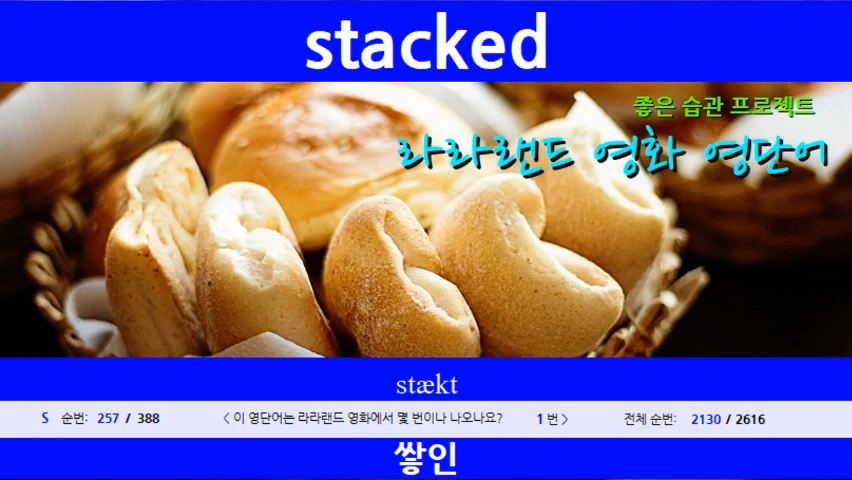 stacked
좋은 습관 프로젝트
라라랜드 영화 영단어
stækt
S 순번: 257 / 388 < 이 영단어는 라라랜드 영화에서 몇 번이나 나오나요? 1 번 > 전체 순번: 2130 / 2616
쌓인